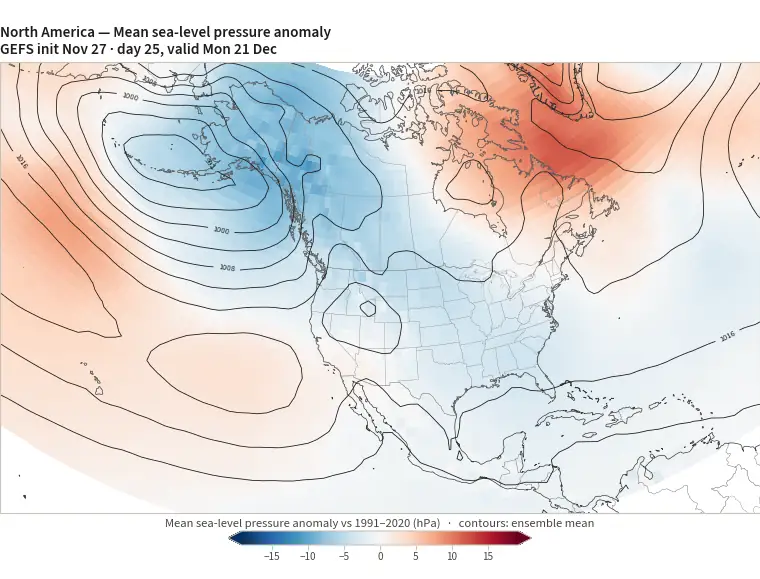 North America — Mean sea-level pressure anomaly
GEFS init Nov 27 · day 25, valid Mon 21 Dec
1000
1016
1016
1000
1008
1016
Mean sea-level pressure anomaly vs 1991–2020 (hPa) · contours: ensemble mean
−15 −10 −5 0 5 10 15